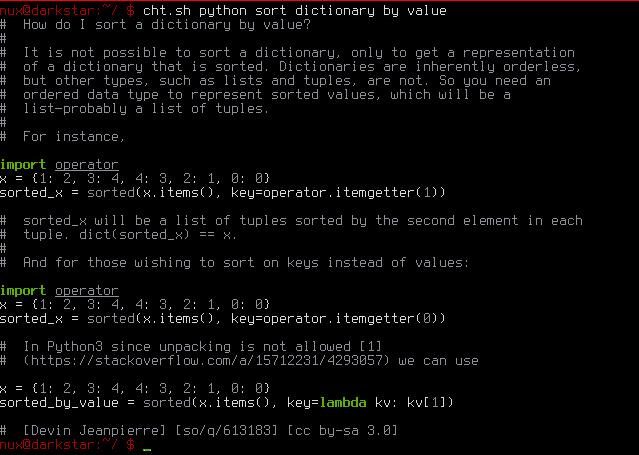 nux@darkstar:~/ $ cht.sh python sort dictionary by value
#  How do I sort a dictionary by value?
#
#  It is not possible to sort a dictionary, only to get a representation
#  of a dictionary that is sorted. Dictionaries are inherently orderless,
#  but other types, such as lists and tuples, are not. So you need an
#  ordered data type to represent sorted values, which will be a
#  list-probably a list of tuples.
#
#  For instance,
import operator
x = {1: 2, 3: 4, 4: 3, 2: 1, 0: 0}
sorted_x = sorted(x.items(), key=operator.itemgetter(1))
#  sorted_x will be a list of tuples sorted by the second element in each
#  tuple. dict(sorted_x) == x.
#
#  And for those wishing to sort on keys instead of values:
import operator
x = {1: 2, 3: 4, 4: 3, 2: 1, 0: 0}
sorted_x = sorted(x.items(), key=operator.itemgetter(0))
#  In Python3 since unpacking is not allowed [1]
#  (https://stackoverflow.com/a/15712231/4293057) we can use
x = {1: 2, 3: 4, 4: 3, 2: 1, 0: 0}
sorted_by_value = sorted(x.items(), key=lambda kv: kv[1])
#  [Devin Jeanpierre] [so/q/613183] [cc by-sa 3.0]
nux@darkstar:~/ $ _